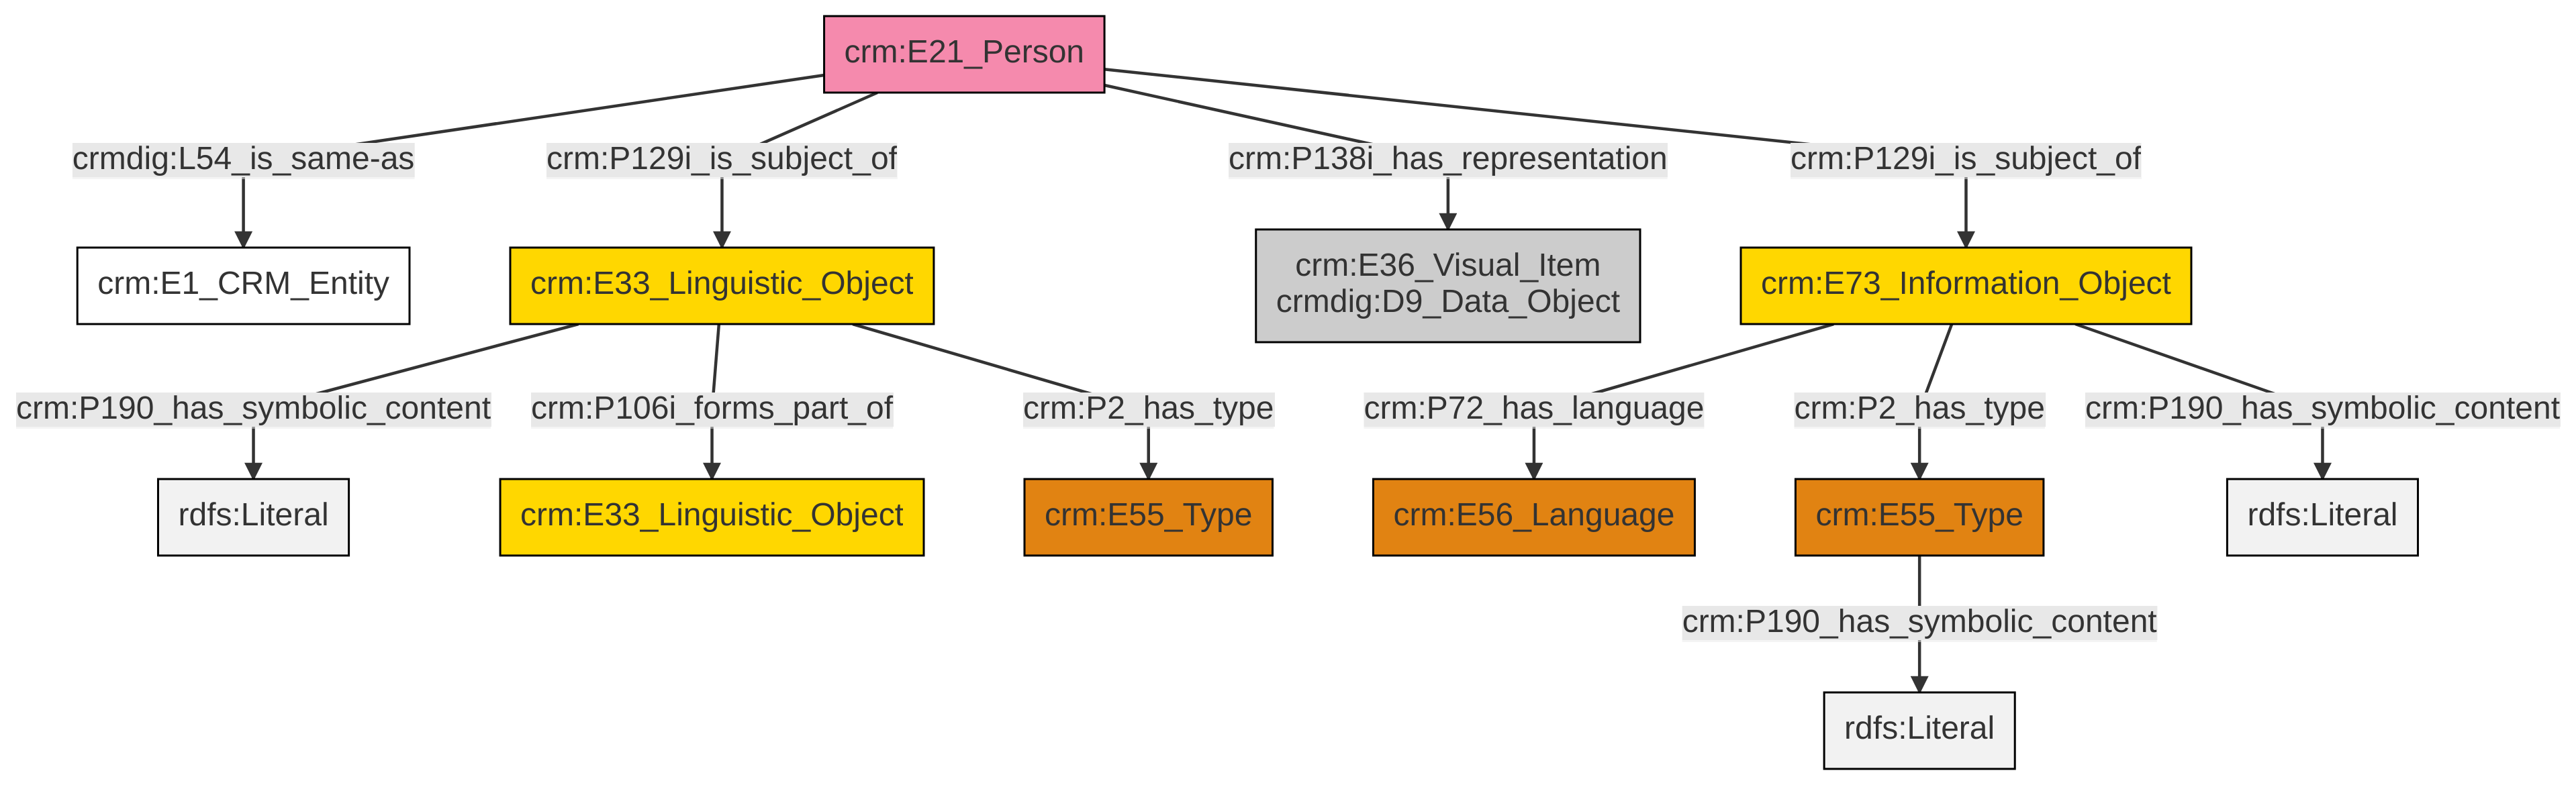 crm:E21_Person
crmdig:L54_is_same-as
crm:P129i_is_subject_of
crm:P138i_has_representation
crm:P129i_is_subject_of
crm:E1_CRM_Entity
crm:E33_Linguistic_Object
crm:E36_Visual_Item
crmdig:D9_Data_Object
crm:E73_Information_Object
crm:P190_has_symbolic_content
crm:P106i_forms_part_of
crm:P2_has_type
crm:P72_has_language
crm:P2_has_type
crm:P190_has_symbolic_content
rdfs:Literal
crm:E33_Linguistic_Object
crm:E55_Type
crm:E56_Language
crm:E55_Type
rdfs:Literal
crm:P190_has_symbolic_content
rdfs:Literal